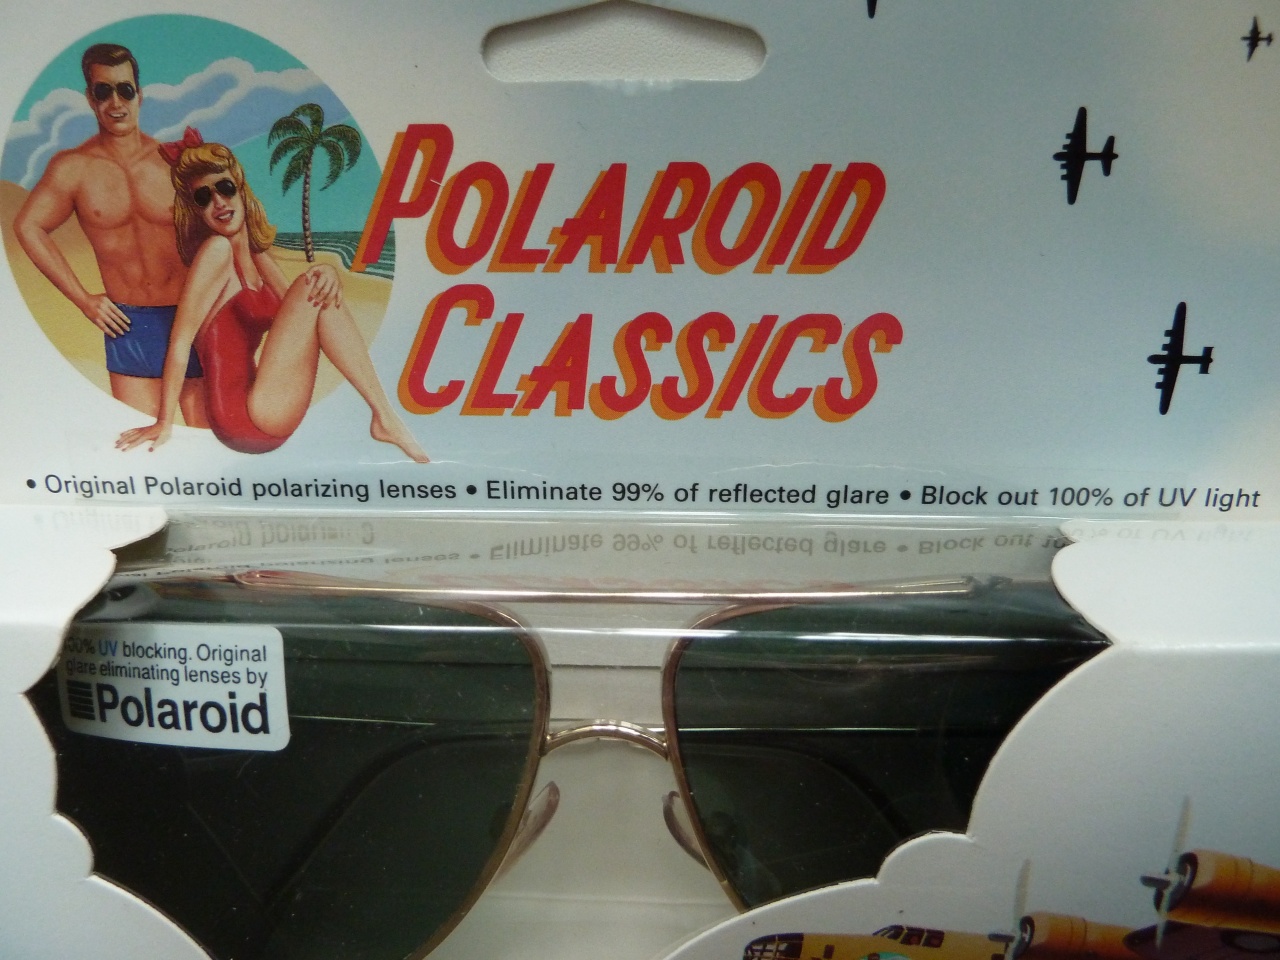 POLAROID
CLASSICS
• Original Polaroid polarizing lenses • Eliminate 99% of reflected glare • Block out 100% of UV light
UV blocking. Original
glare eliminating lenses by
Polaroid